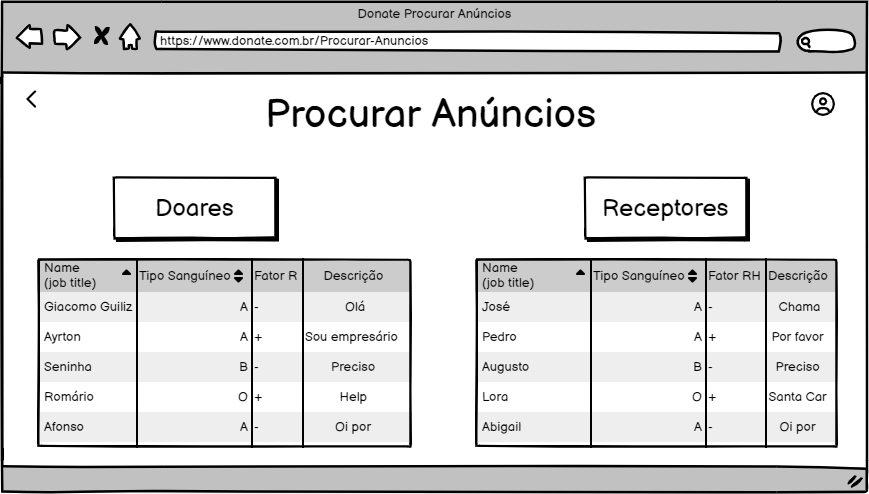 Donate Procurar Anúncios
https://www.donate.com.br/Procurar-Anuncios
Procurar Anúncios
Doares
Receptores
Name
(job title)
Tipo Sanguíneo
Fator R
Descrição
Giacomo Guiliz A - Olá
Ayrton A + Sou empresário
Seninha B - Preciso
Romário O + Help
Afonso A - Oi por
Name
(job title)
Tipo Sanguíneo
Fator RH
Descrição
José A - Chama
Pedro A + Por favor
Augusto B - Preciso
Lora O + Santa Car
Abigail A - Oi por